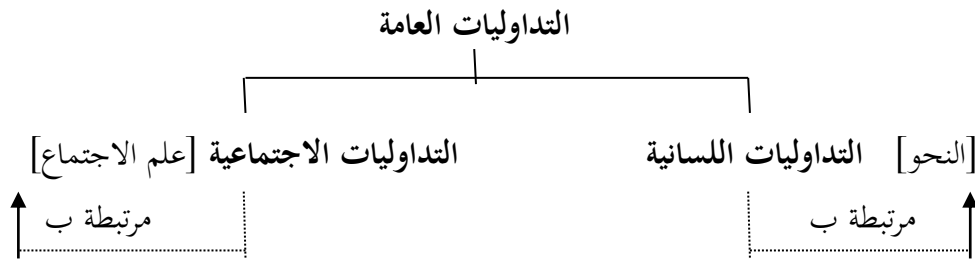 التداوليات العامة
[النحو] التداوليات اللسانية التداوليات الاجتماعية [علم الاجتماع]
مرتبطة ب مرتبطة ب